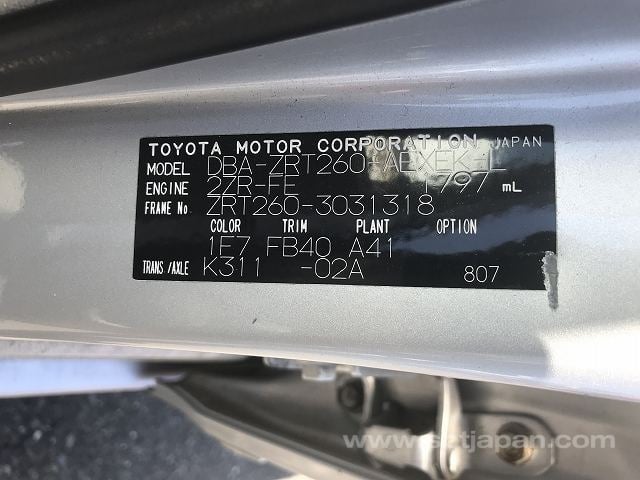 TOYOTA MOTOR CORPORATION JAPAN
MODEL DBA-ZRT260-AEXEK-L
ENGINE 2ZR-FE 1797 mL
FRAME No ZRT260-3031318
COLOR TRIM PLANT OPTION
1F7 FB40 A41
TRANS/AXLE K311 -02A 807
www.sbtjapan.com